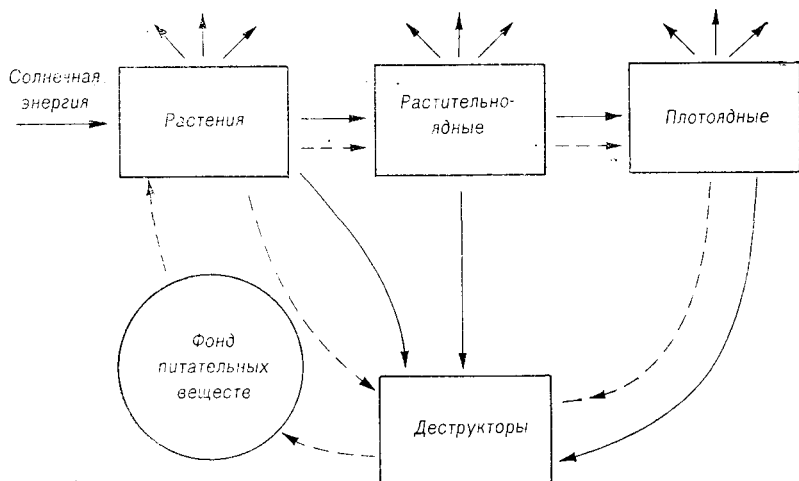 Солнечная
энергия
Растения
Растительно-
ядные
Плотоядные
Фонд
питательных
веществ
Деструкторы